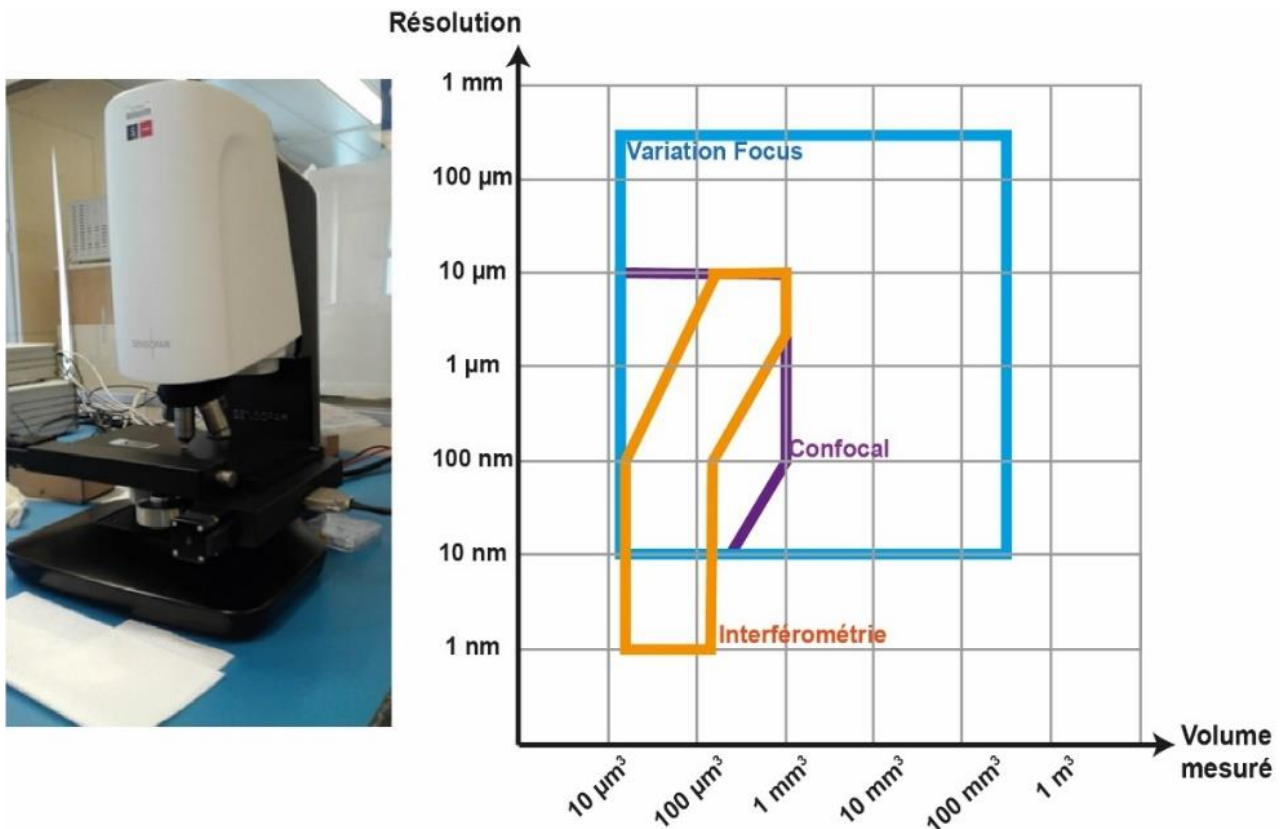 Résolution
1 mm
Variation Focus
100 µm
10 µm
1 µm
Confocal
100 nm
10 nm
Interférométrie
1 nm
Volume
mesuré
10 µm³
100 µm³
1 mm³
10 mm³
100 mm³
1 m³
SENSOFAR
SENSOFAR